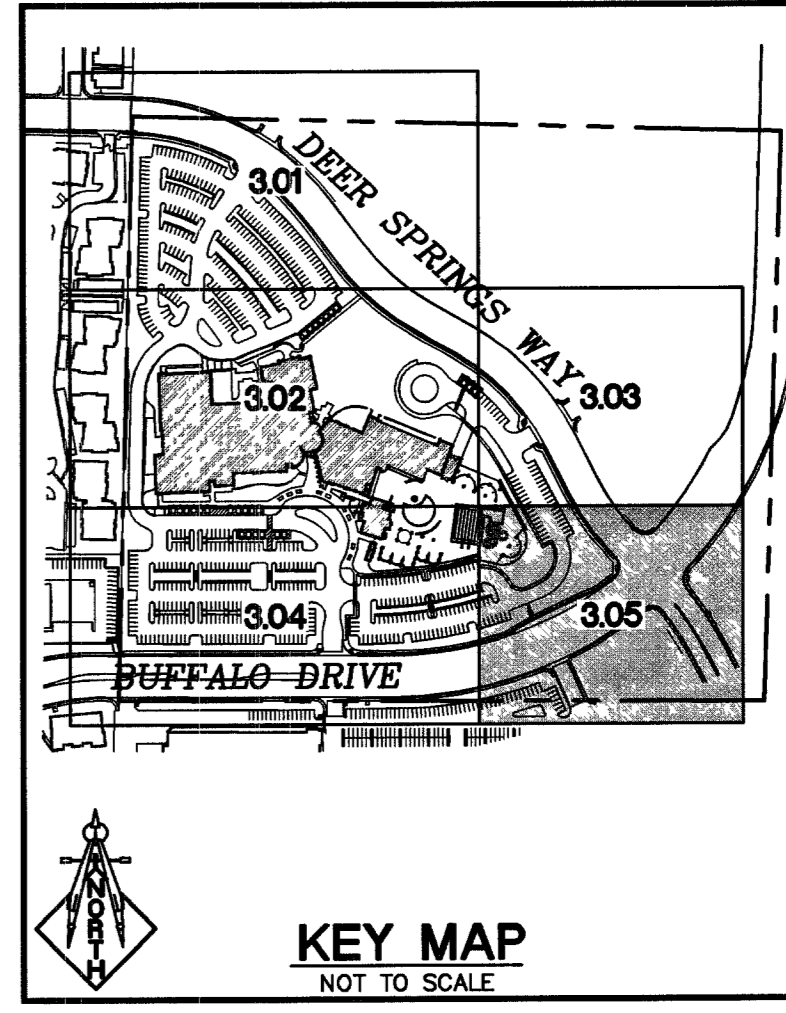 3.01
DEER SPRINGS WAY
3.02
3.03
3.04
3.05
BUFFALO DRIVE
NORTH
KEY MAP
NOT TO SCALE